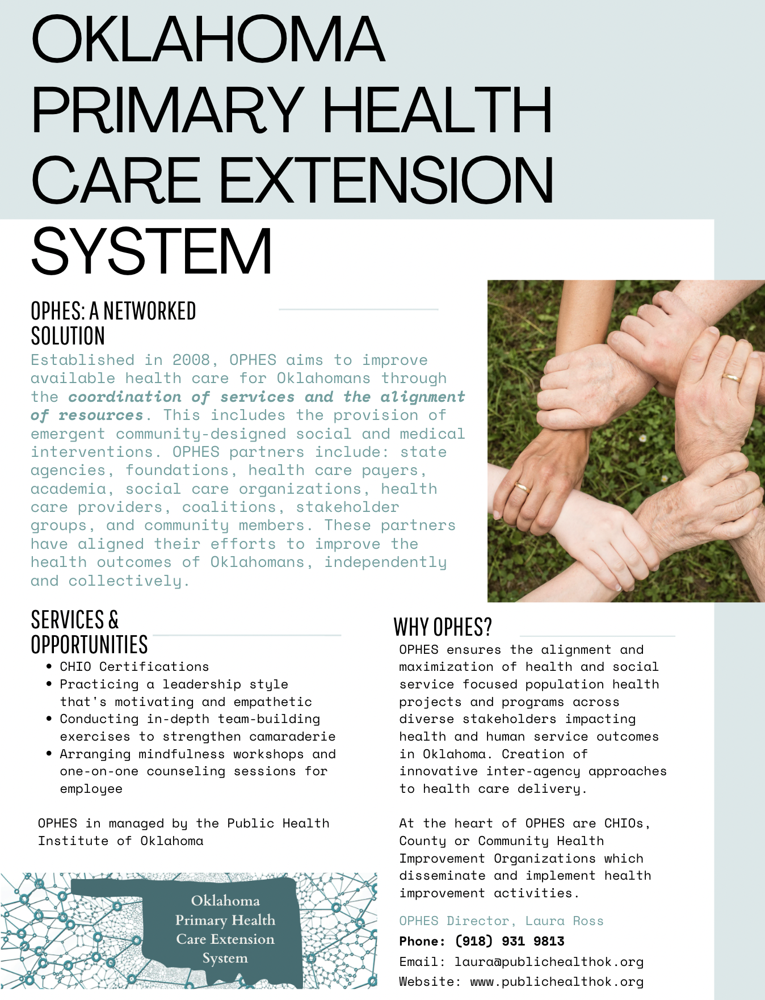 OKLAHOMA
PRIMARY HEALTH
CARE EXTENSION
SYSTEM
OPHES: A NETWORKED
SOLUTION
Established in 2008, OPHES aims to improve
available health care for Oklahomans through
the coordination of services and the alignment
of resources. This includes the provision of
emergent community-designed social and medical
interventions. OPHES partners include: state
agencies, foundations, health care payers,
academia, social care organizations, health
care providers, coalitions, stakeholder
groups, and community members. These partners
have aligned their efforts to improve the
health outcomes of Oklahomans, independently
and collectively.
SERVICES &
OPPORTUNITIES
• CHIO Certifications
• Practicing a leadership style
that's motivating and empathetic
• Conducting in-depth team-building
exercises to strengthen camaraderie
• Arranging mindfulness workshops and
one-on-one counseling sessions for
employee
OPHES in managed by the Public Health
Institute of Oklahoma
Oklahoma
Primary Health
Care Extension
System
WHY OPHES?
OPHES ensures the alignment and
maximization of health and social
service focused population health
projects and programs across
diverse stakeholders impacting
health and human service outcomes
in Oklahoma. Creation of
innovative inter-agency approaches
to health care delivery.
At the heart of OPHES are CHIOs,
County or Community Health
Improvement Organizations which
disseminate and implement health
improvement activities.
OPHES Director, Laura Ross
Phone: (918) 931 9813
Email: laura@publichealthok.org
Website: www.publichealthok.org